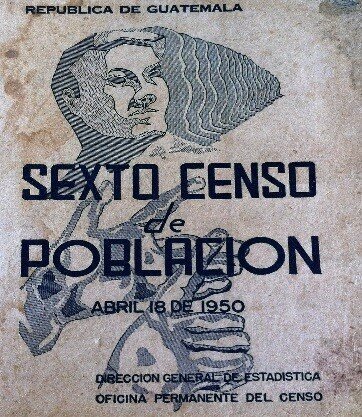 REPUBLICA DE GUATEMALA
SEXTO CENSO
de
POBLACION
ABRIL 18 DE 1950
DIRECCION GENERAL DE ESTADISTICA
OFICINA PERMANENTE DEL CENSO